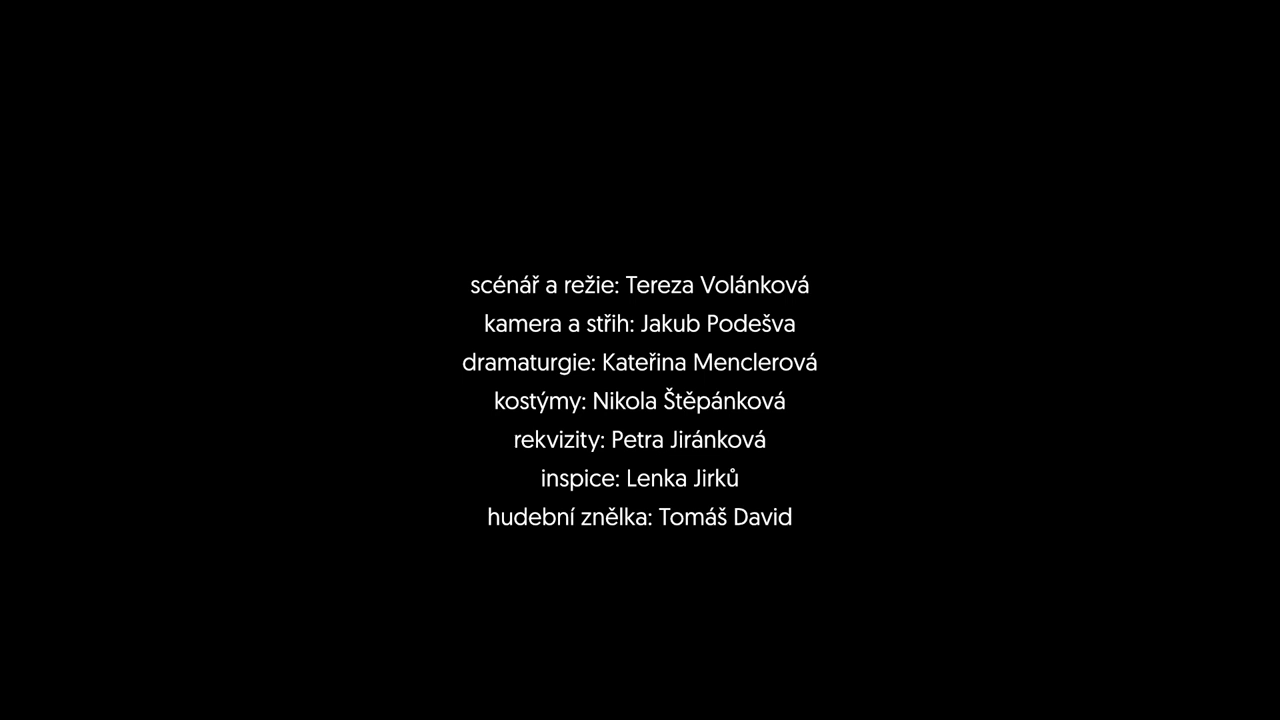 scénář a režie: Tereza Volánková
kamera a střih: Jakub Podešva
dramaturgie: Kateřina Menclerová
kostýmy: Nikola Štěpánková
rekvizity: Petra Jiránková
inspice: Lenka Jirků
hudební znělka: Tomáš David